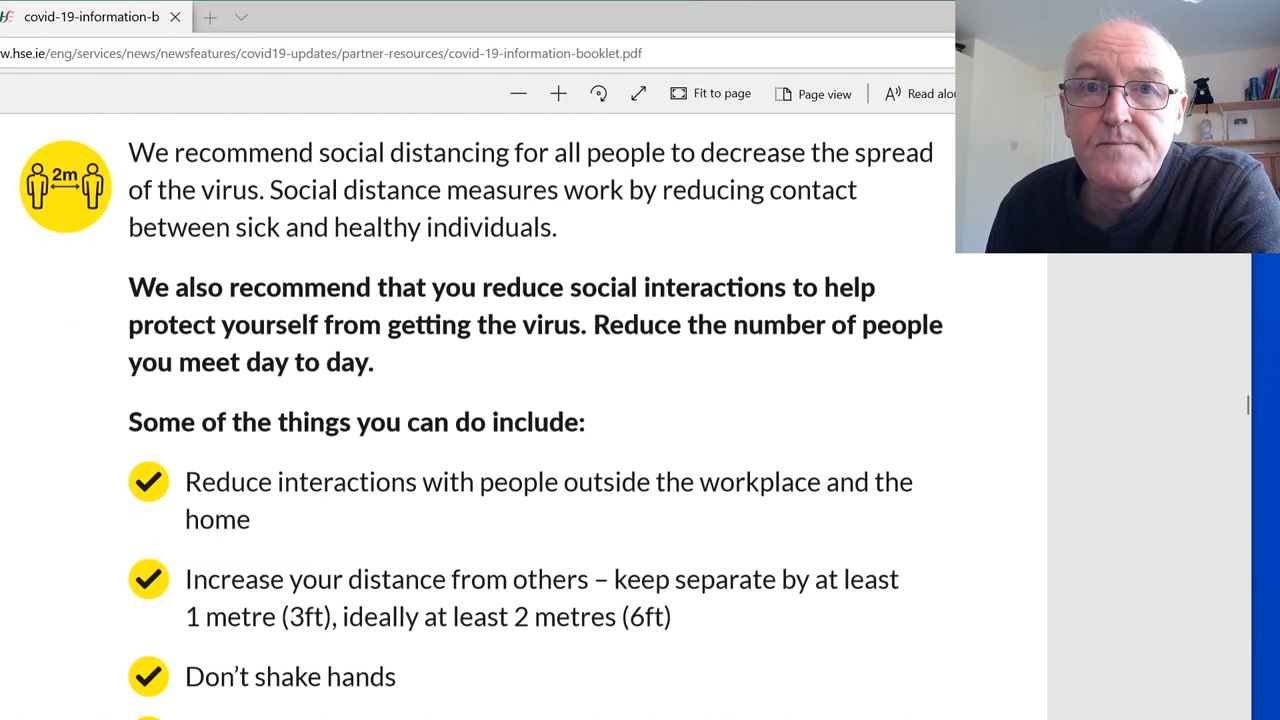 covid-19-information-b
w.hse.ie/eng/services/news/newsfeatures/covid19-updates/partner-resources/covid-19-information-booklet.pdf
Fit to page Page view Read alou
2m
We recommend social distancing for all people to decrease the spread
of the virus. Social distance measures work by reducing contact
between sick and healthy individuals.
We also recommend that you reduce social interactions to help
protect yourself from getting the virus. Reduce the number of people
you meet day to day.
Some of the things you can do include:
Reduce interactions with people outside the workplace and the
home
Increase your distance from others – keep separate by at least
1 metre (3ft), ideally at least 2 metres (6ft)
Don’t shake hands